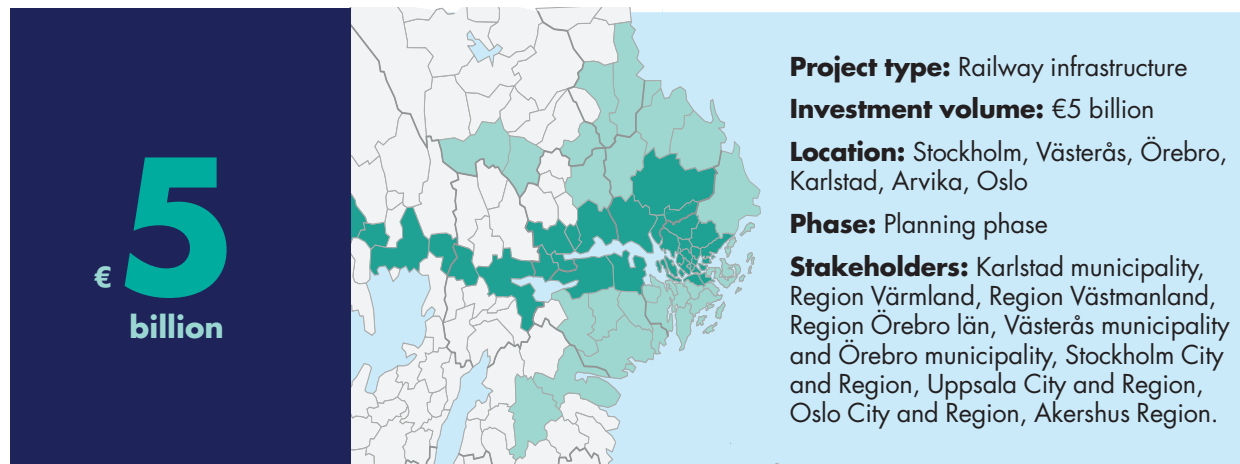 € 5
billion
Project type: Railway infrastructure
Investment volume: €5 billion
Location: Stockholm, Västerås, Örebro,
Karlstad, Arvika, Oslo
Phase: Planning phase
Stakeholders: Karlstad municipality,
Region Värmland, Region Västmanland,
Region Örebro län, Västerås municipality
and Örebro municipality, Stockholm City
and Region, Uppsala City and Region,
Oslo City and Region, Akershus Region.